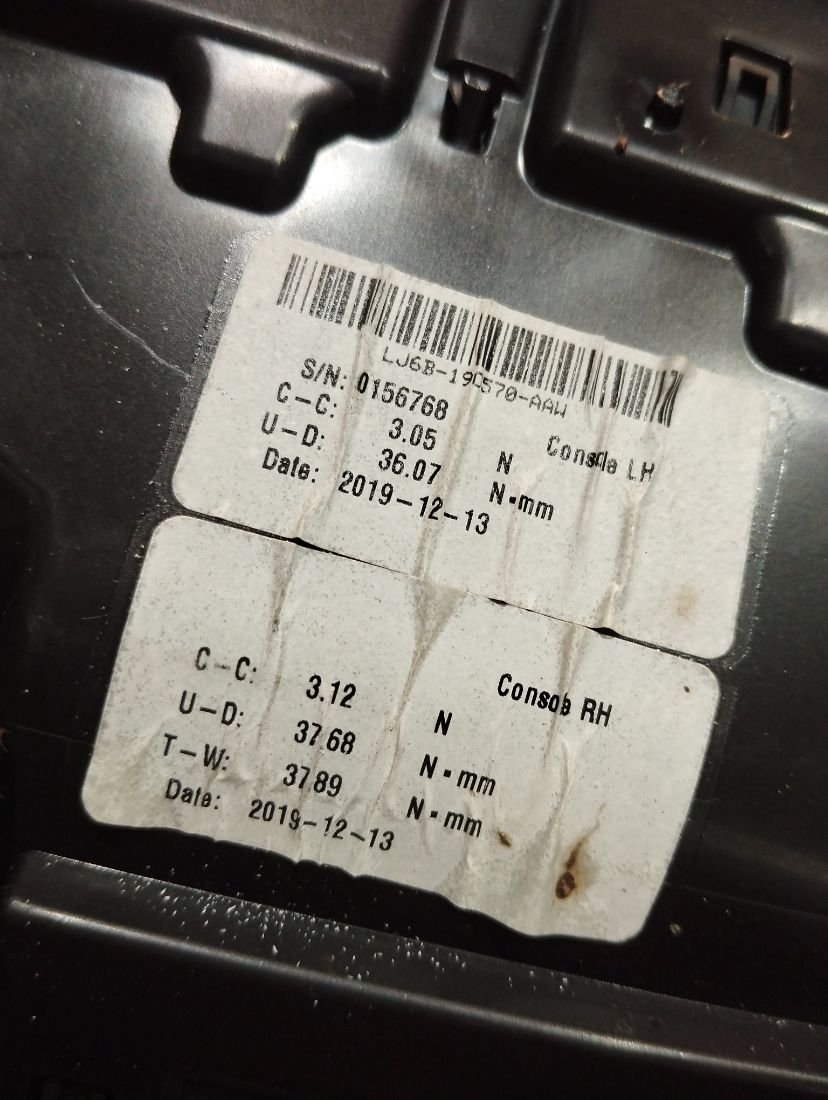 LJ6B-19C570-AAW
S/N: 0156768 Console LH
C-C: 3.05 N
U-D: 36.07 N▪mm
Date: 2019-12-13
Console RH
C-C: 3.12 N
U-D: 37.68 N▪mm
T-W: 37.89 N▪mm
Date: 2019-12-13